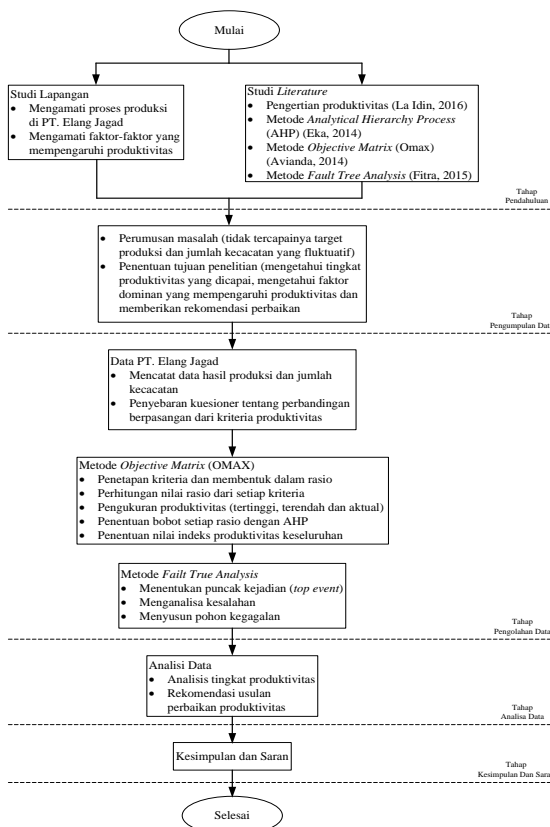 Mulai
Studi Lapangan
• Mengamati proses produksi
di PT. Elang Jagad
• Mengamati faktor-faktor yang
mempengaruhi produktivitas
Studi Literature
• Pengertian produktivitas (La Idin, 2016)
• Metode Analytical Hierarchy Process
(AHP) (Eka, 2014)
• Metode Objective Matrix (Omax)
(Avianda, 2014)
• Metode Fault Tree Analysis (Fitra, 2015)
Tahap
Pendahuluan
• Perumusan masalah (tidak tercapainya target
produksi dan jumlah kecacatan yang fluktuatif)
• Penentuan tujuan penelitian (mengetahui tingkat
produktivitas yang dicapai, mengetahui faktor
dominan yang mempengaruhi produktivitas dan
memberikan rekomendasi perbaikan
Tahap
Pengumpulan Dat
Data PT. Elang Jagad
• Mencatat data hasil produksi dan jumlah
kecacatan
• Penyebaran kuesioner tentang perbandingan
berpasangan dari kriteria produktivitas
Metode Objective Matrix (OMAX)
• Penetapan kriteria dan membentuk dalam rasio
• Perhitungan nilai rasio dari setiap kriteria
• Pengukuran produktivitas (tertinggi, terendah dan aktual)
• Penentuan bobot setiap rasio dengan AHP
• Penentuan nilai indeks produktivitas keseluruhan
Metode Failt True Analysis
• Menentukan puncak kejadian (top event)
• Menganalisa kesalahan
• Menyusun pohon kegagalan
Tahap
Pengolahan Data
Analisi Data
• Analisis tingkat produktivitas
• Rekomendasi usulan
perbaikan produktivitas
Tahap
Analisa Data
Kesimpulan dan Saran
Tahap
Kesimpulan Dan Sara
Selesai